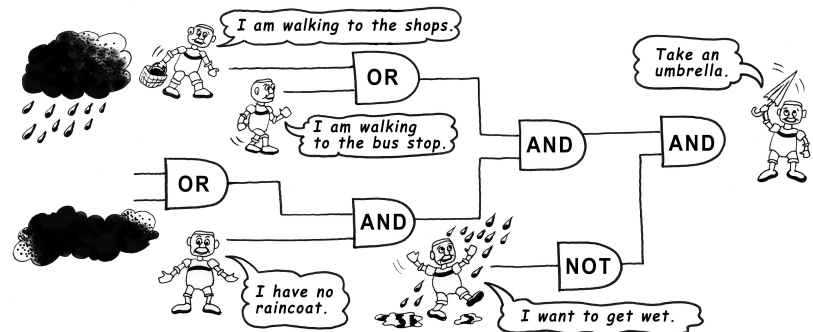 I am walking to the shops.
OR
Take an
umbrella.
I am walking
to the bus stop.
AND
AND
OR
AND
NOT
I have no
raincoat.
I want to get wet.